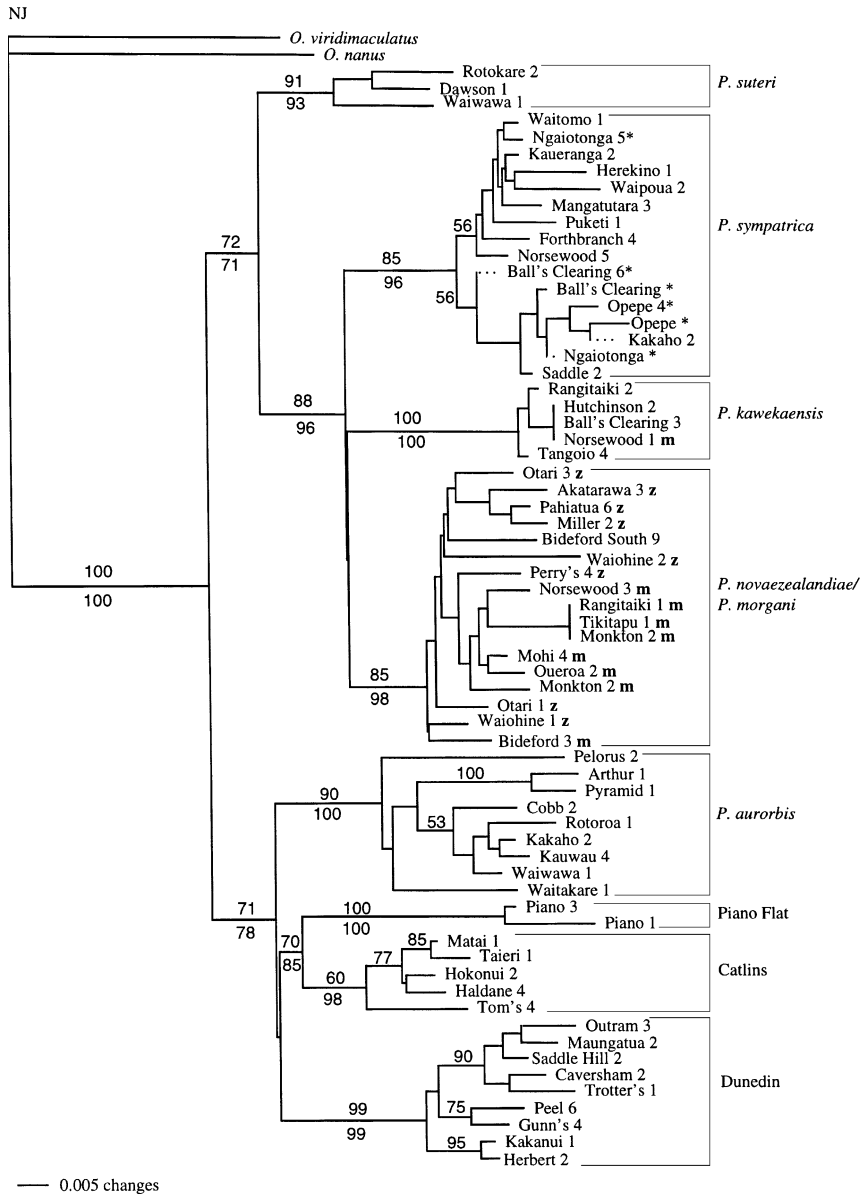 NJ
O. viridimaculatus
O. nanus
Rotokare 2
91
P. suteri
Dawson 1
93
Waiwawa 1
Waitomo 1
Ngaiotonga 5*
Kaueranga 2
Herekino 1
Waipoua 2
Mangatutara 3
56
Puketi 1
P. sympatrica
72
Forthbranch 4
71
85
Norsewood 5
96
Ball's Clearing 6*
56
Ball's Clearing *
Opepe 4*
Opepe *
Kakaho 2
Ngaiotonga *
Saddle 2
Rangitaiki 2
88
Hutchinson 2
P. kawekaensis
96
100
Ball's Clearing 3
100
Norsewood 1 m
Tangoio 4
Otari 3 z
Akatarawa 3 z
Pahiatua 6 z
Miller 2 z
Bideford South 9
Waiohine 2 z
100
Perry's 4 z
100
Norsewood 3 m
P. novaezealandiae/
P. morgani
Rangitaiki 1 m
Tikitapu 1 m
Monkton 2 m
Mohi 4 m
85
Oueroa 2 m
98
Monkton 2 m
Otari 1 z
Waiohine 1 z
Bideford 3 m
Pelorus 2
100
Arthur 1
Pyramid 1
90
Cobb 2
P. aurorbis
100
53
Rotoroa 1
Kakaho 2
Kauwau 4
Waiwawa 1
Waitakare 1
71
100
Piano 3
Piano Flat
78
100
Piano 1
70
85
Matai 1
85
77
Taieri 1
60
Hokonui 2
Catlins
98
Haldane 4
Tom's 4
Outram 3
Maungatua 2
90
Saddle Hill 2
Caversham 2
Dunedin
Trotter's 1
99
75
Peel 6
99
Gunn's 4
95
Kakanui 1
Herbert 2
0.005 changes